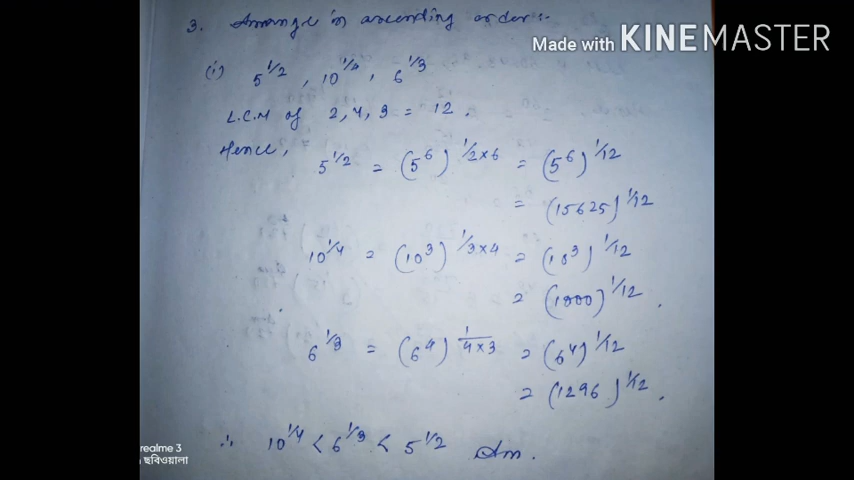 Made with KINEMASTER
3. Arrange in ascending order:-
(i) 5^1/2, 10^1/4, 6^1/3
L.C.M of 2, 4, 3 = 12.
Hence,
5^1/2 = (5^6)^1/2×6 = (5^6)^1/12
= (15625)^1/12
10^1/4 = (10^3)^1/3×4 = (10^3)^1/12
= (1000)^1/12.
6^1/3 = (6^4)^1/4×3 = (6^4)^1/12
= (1296)^1/12.
∴ 10^1/4 < 6^1/3 < 5^1/2 Ans.
realme 3
ছবিওয়ালা